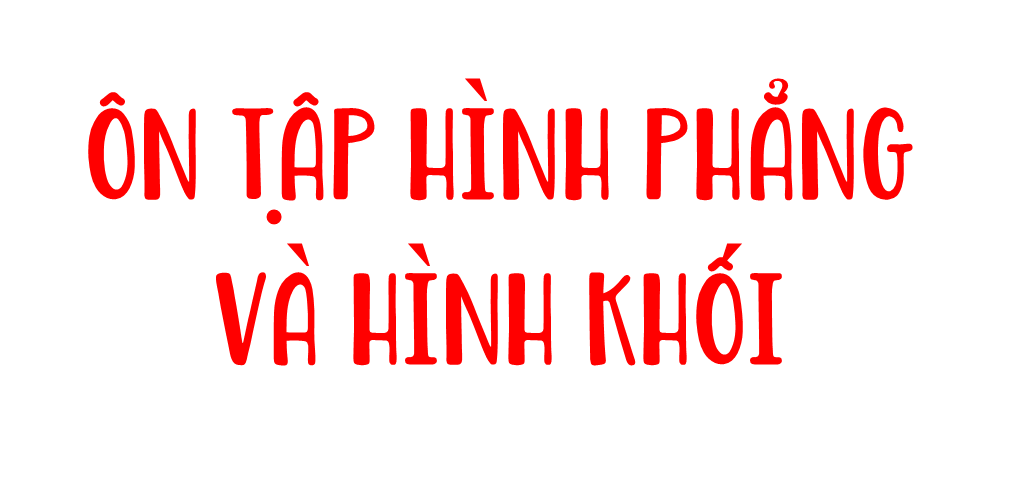 ÔN TẬP HÌNH PHẲNG
VÀ HÌNH KHỐI